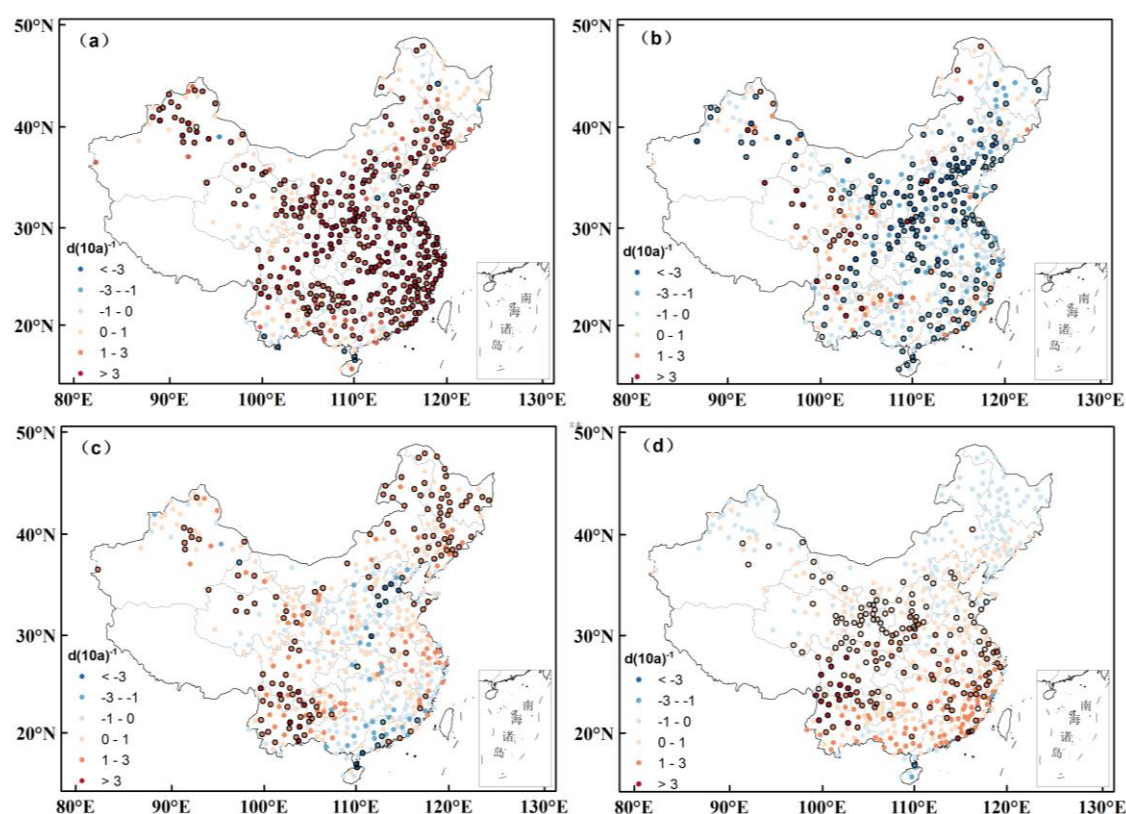 (a)
50°N
40°N
30°N
20°N
d(10a)⁻¹
< -3
-3 - -1
-1 - 0
0 - 1
1 - 3
> 3
南
海
诸
岛
80°E
90°E
100°E
110°E
120°E
130°E
(b)
50°N
40°N
30°N
20°N
d(10a)⁻¹
< -3
-3 - -1
-1 - 0
0 - 1
1 - 3
> 3
南
海
诸
岛
80°E
90°E
100°E
110°E
120°E
130°E
(c)
50°N
40°N
30°N
20°N
d(10a)⁻¹
< -3
-3 - -1
-1 - 0
0 - 1
1 - 3
> 3
南
海
诸
岛
80°E
90°E
100°E
110°E
120°E
130°E
(d)
50°N
40°N
30°N
20°N
d(10a)⁻¹
< -3
-3 - -1
-1 - 0
0 - 1
1 - 3
> 3
南
海
诸
岛
80°E
90°E
100°E
110°E
120°E
130°E